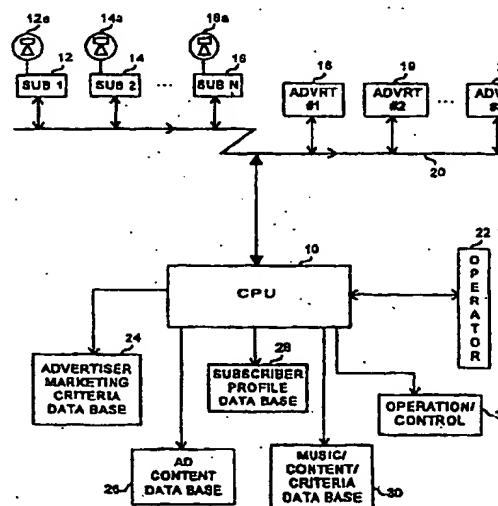 12a 14a 16a
12 14 16
SUB 1 SUB 2 ... SUB N
18 19
ADVRT #1 ADVRT #2 ...
20
10
CPU
22
OPERATOR
24
ADVERTISER
MARKETING
CRITERIA
DATA BASE
28
SUBSCRIBER
PROFILE
DATA BASE
OPERATION/
CONTROL
AD
CONTENT
DATA BASE
26
MUSIC/
CONTENT/
CRITERIA
DATA BASE
30